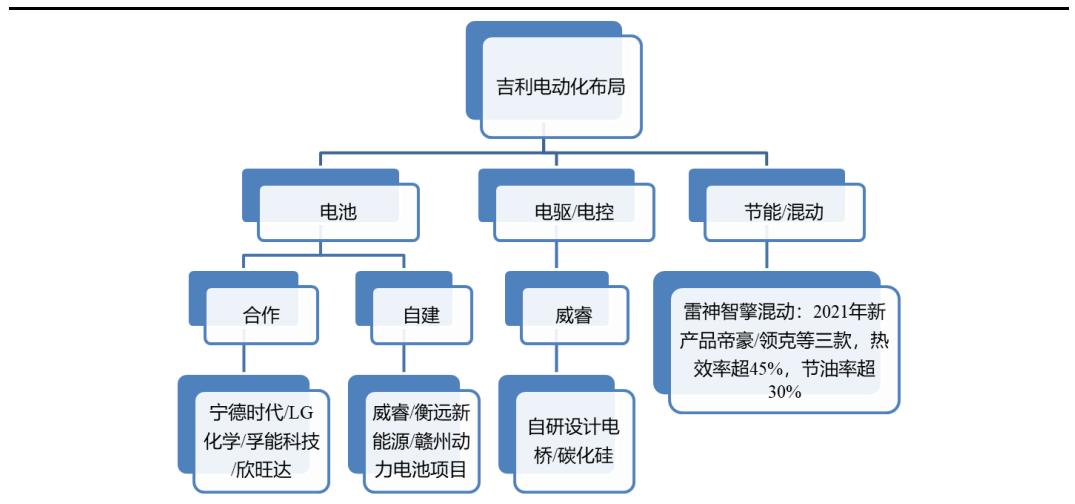 吉利电动化布局
电池
电驱/电控
节能/混动
合作
自建
威睿
雷神智擎混动：2021年新
产品帝豪/领克等三款，热
效率超45%，节油率超
30%
宁德时代/LG
化学/孚能科技
/欣旺达
威睿/衡远新
能源/赣州动
力电池项目
自研设计电
桥/碳化硅